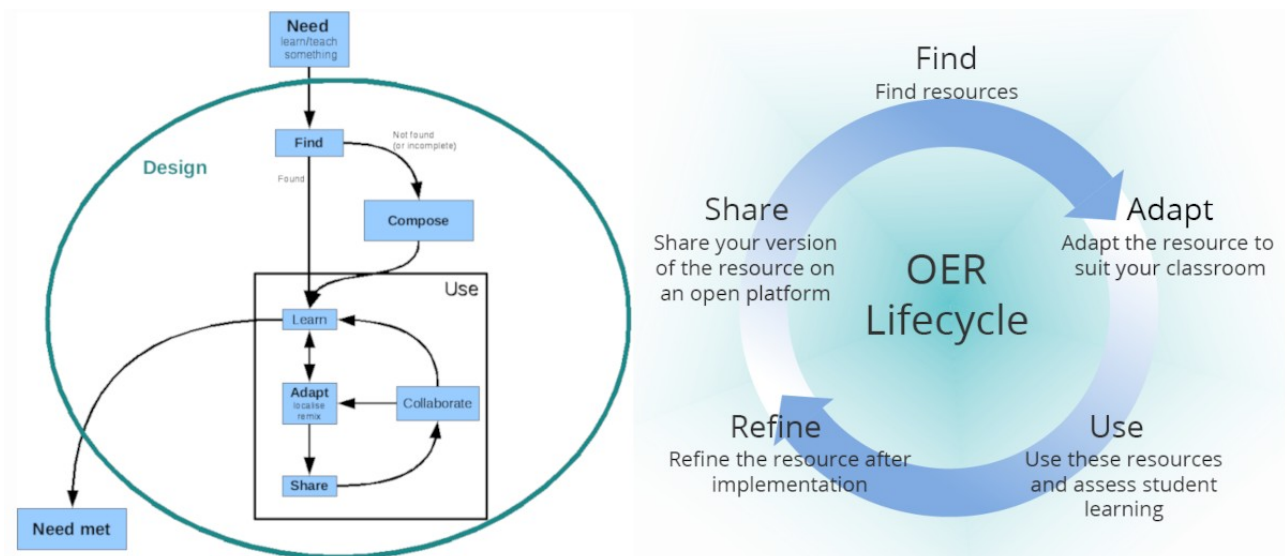 Need
learn/teach
something
Find
Not found
(or incomplete)
Design
Found
Compose
Use
Learn
Adapt
localise
remix
Collaborate
Share
Need met
Find
Find resources
Adapt
Adapt the resource to
suit your classroom
Use
Use these resources
and assess student
learning
Refine
Refine the resource after
implementation
Share
Share your version
of the resource on
an open platform
OER
Lifecycle